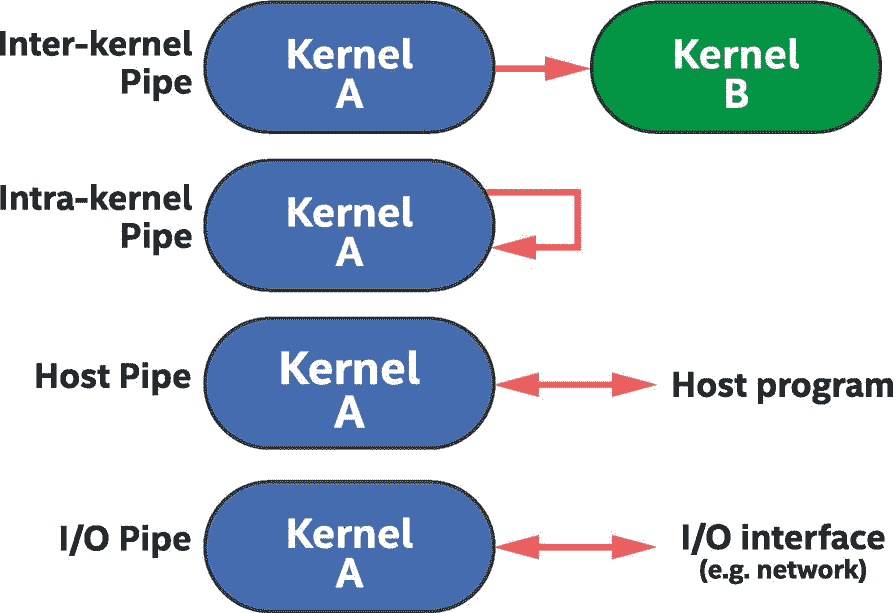 Inter-kernel
Pipe
Kernel
A
Kernel
B
Intra-kernel
Pipe
Kernel
A
Host Pipe
Kernel
A
Host program
I/O Pipe
Kernel
A
I/O interface
(e.g. network)